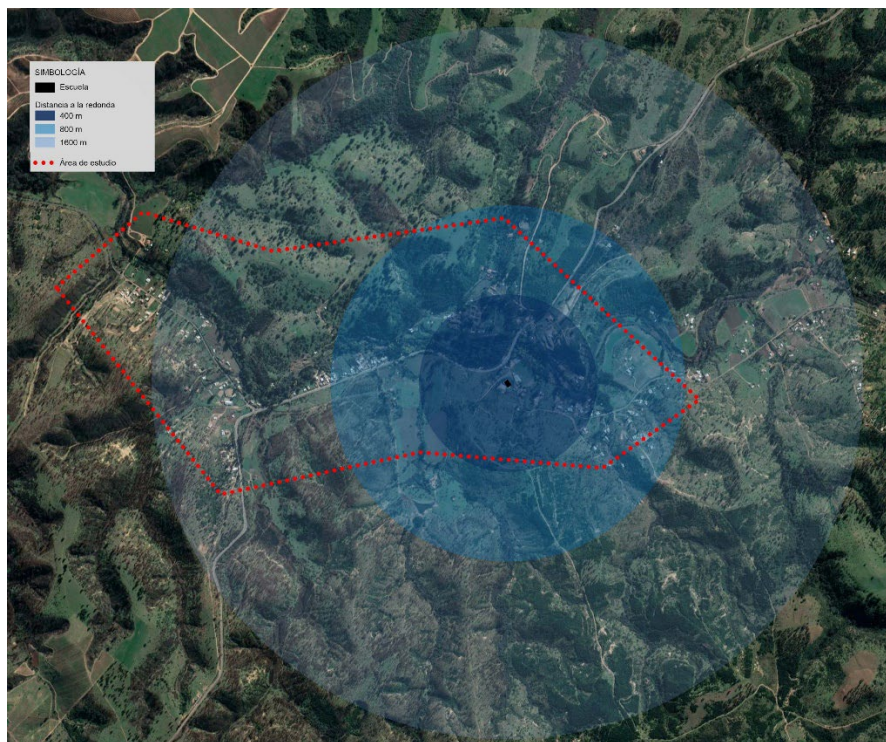 SIMBOLOGÍA
Escuela
Distancia a la redonda
400 m
800 m
1600 m
Área de estudio